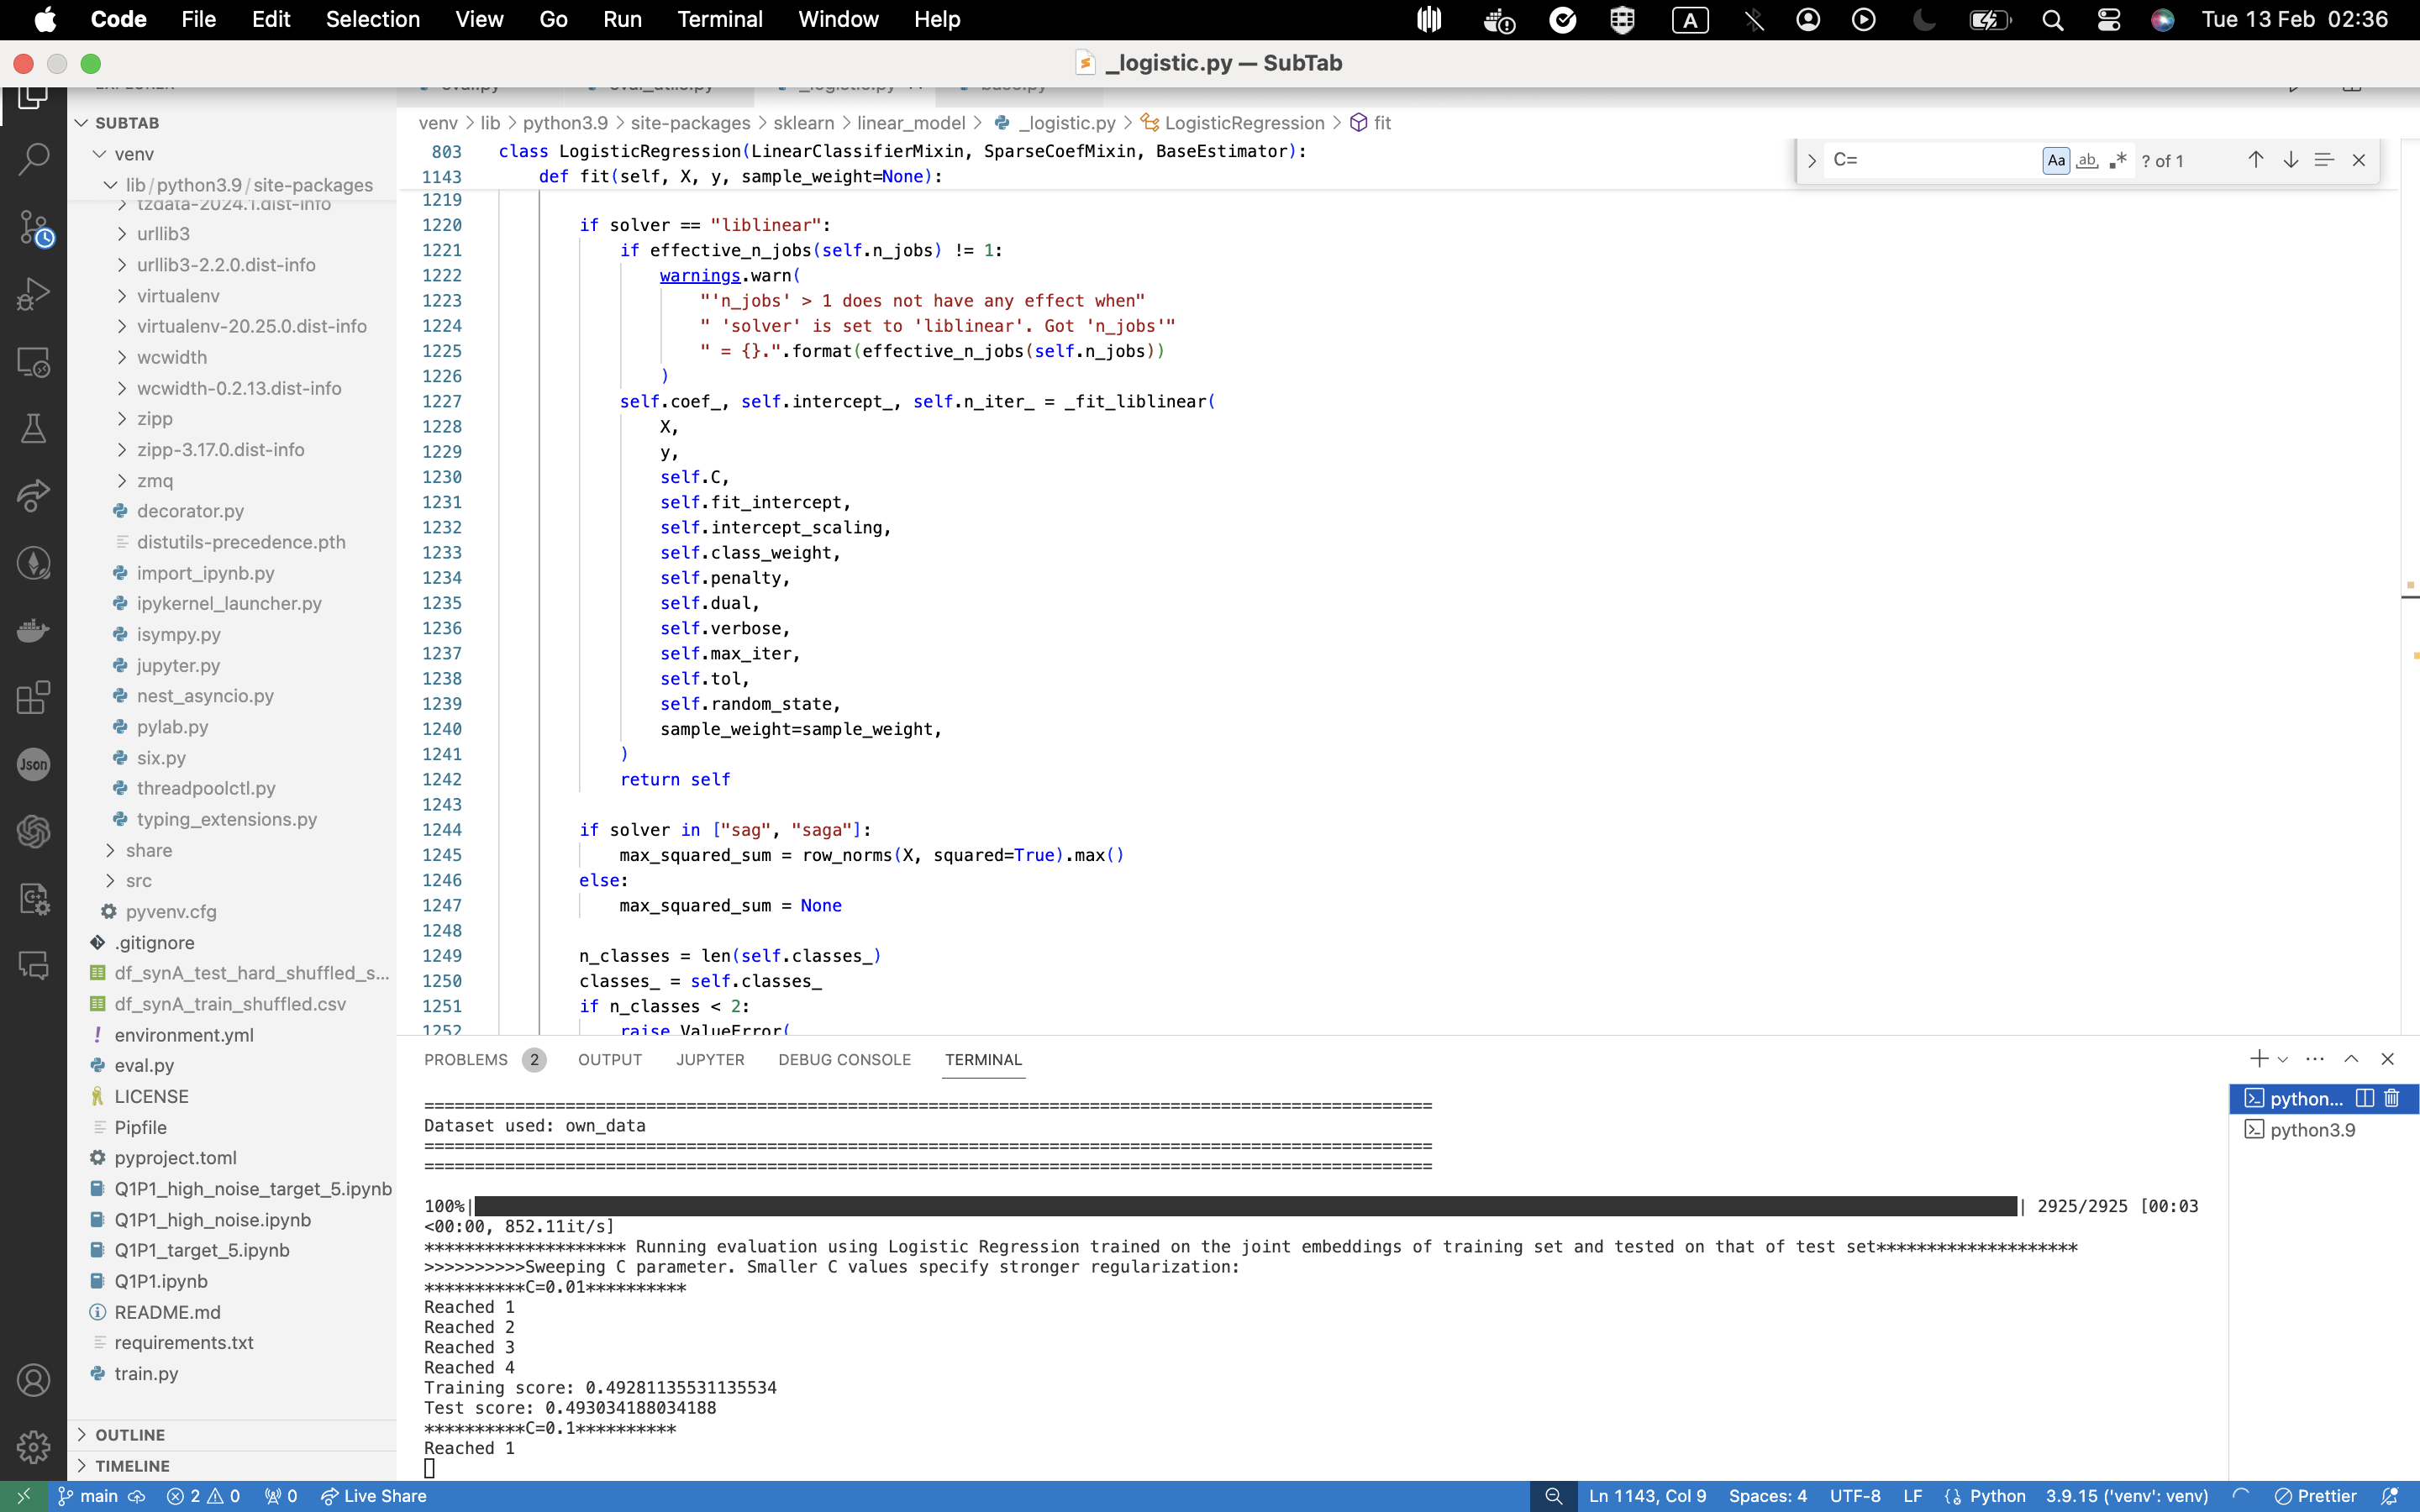 Code File Edit Selection View Go Run Terminal Window Help A Tue 13 Feb 02:36
_logistic.py — SubTab
SUBTAB
venv
lib/python3.9/site-packages
tzdata-2024.1.dist-info
urllib3
urllib3-2.2.0.dist-info
virtualenv
virtualenv-20.25.0.dist-info
wcwidth
wcwidth-0.2.13.dist-info
zipp
zipp-3.17.0.dist-info
zmq
decorator.py
distutils-precedence.pth
import_ipynb.py
ipykernel_launcher.py
isympy.py
jupyter.py
nest_asyncio.py
pylab.py
six.py
threadpoolctl.py
typing_extensions.py
share
src
pyvenv.cfg
.gitignore
df_synA_test_hard_shuffled_s...
df_synA_train_shuffled.csv
environment.yml
eval.py
LICENSE
Pipfile
pyproject.toml
Q1P1_high_noise_target_5.ipynb
Q1P1_high_noise.ipynb
Q1P1_target_5.ipynb
Q1P1.ipynb
README.md
requirements.txt
train.py
OUTLINE
TIMELINE
Json
venv > lib > python3.9 > site-packages > sklearn > linear_model > _logistic.py > LogisticRegression > fit
C= Aa ab .* ? of 1
803 class LogisticRegression(LinearClassifierMixin, SparseCoefMixin, BaseEstimator):
1143 def fit(self, X, y, sample_weight=None):
1219
1220 if solver == "liblinear":
1221 if effective_n_jobs(self.n_jobs) != 1:
1222 warnings.warn(
1223 "'n_jobs' > 1 does not have any effect when"
1224 " 'solver' is set to 'liblinear'. Got 'n_jobs'"
1225 " = {}.".format(effective_n_jobs(self.n_jobs))
1226 )
1227 self.coef_, self.intercept_, self.n_iter_ = _fit_liblinear(
1228 X,
1229 y,
1230 self.C,
1231 self.fit_intercept,
1232 self.intercept_scaling,
1233 self.class_weight,
1234 self.penalty,
1235 self.dual,
1236 self.verbose,
1237 self.max_iter,
1238 self.tol,
1239 self.random_state,
1240 sample_weight=sample_weight,
1241 )
1242 return self
1243
1244 if solver in ["sag", "saga"]:
1245 max_squared_sum = row_norms(X, squared=True).max()
1246 else:
1247 max_squared_sum = None
1248
1249 n_classes = len(self.classes_)
1250 classes_ = self.classes_
1251 if n_classes < 2:
1252 raise ValueError(
PROBLEMS 2 OUTPUT JUPYTER DEBUG CONSOLE TERMINAL
====================================================================================================
Dataset used: own_data
====================================================================================================
====================================================================================================
100%| | 2925/2925 [00:03
<00:00, 852.11it/s]
******************** Running evaluation using Logistic Regression trained on the joint embeddings of training set and tested on that of test set********************
>>>>>>>>>>Sweeping C parameter. Smaller C values specify stronger regularization:
**********C=0.01**********
Reached 1
Reached 2
Reached 3
Reached 4
Training score: 0.49281135531135534
Test score: 0.493034188034188
**********C=0.1**********
Reached 1
python...
python3.9
main 2 0 0 Live Share Ln 1143, Col 9 Spaces: 4 UTF-8 LF Python 3.9.15 ('venv': venv) Prettier